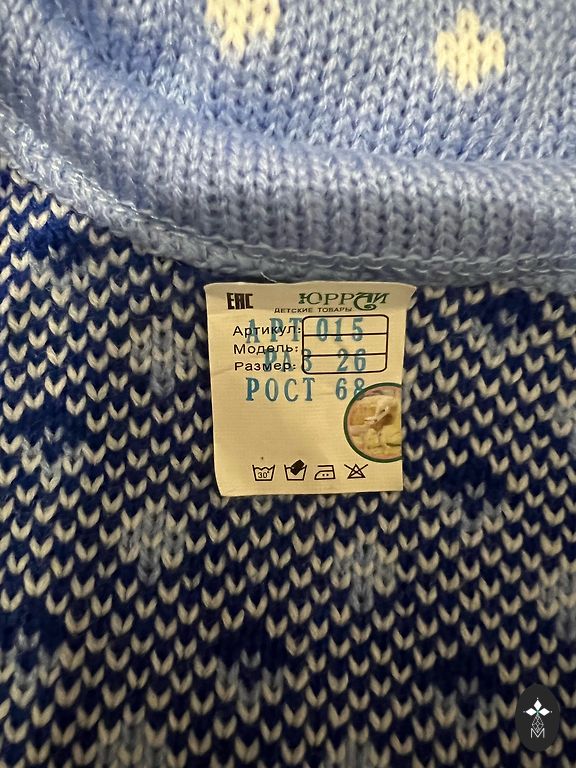 ЕАС ЮРРАИ
ДЕТСКИЕ ТОВАРЫ
Артикул: АРТ 015
Модель:
Размер: РАЗ 26
РОСТ 68
30°
M